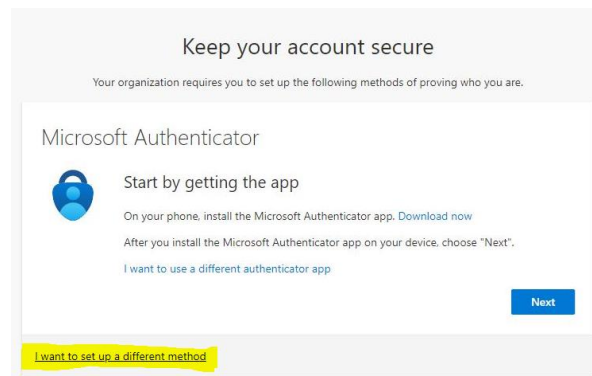 Keep your account secure
Your organization requires you to set up the following methods of proving who you are.
Microsoft Authenticator
Start by getting the app
On your phone, install the Microsoft Authenticator app. Download now
After you install the Microsoft Authenticator app on your device, choose "Next".
I want to use a different authenticator app
Next
I want to set up a different method